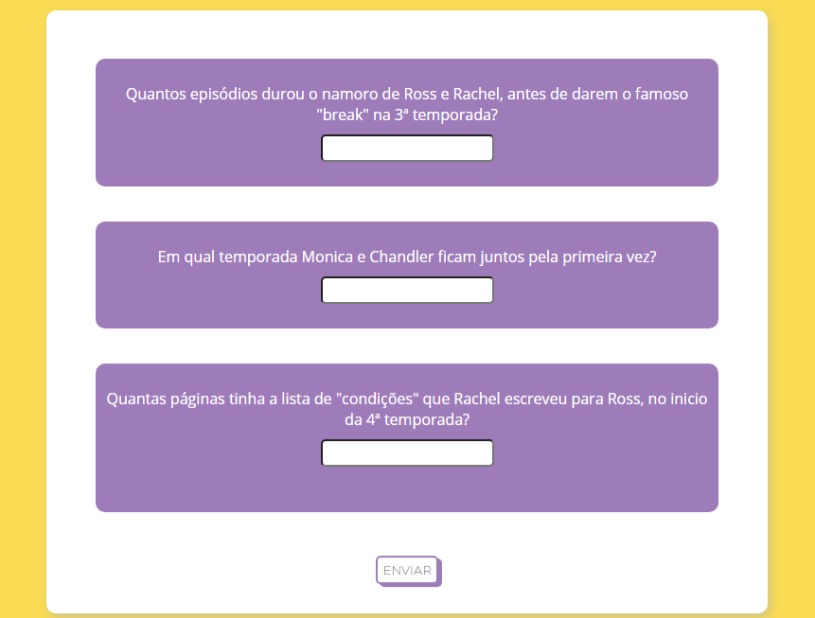 Quantos episódios durou o namoro de Ross e Rachel, antes de darem o famoso
"break" na 3ª temporada?
Em qual temporada Monica e Chandler ficam juntos pela primeira vez?
Quantas páginas tinha a lista de "condições" que Rachel escreveu para Ross, no inicio
da 4ª temporada?
ENVIAR